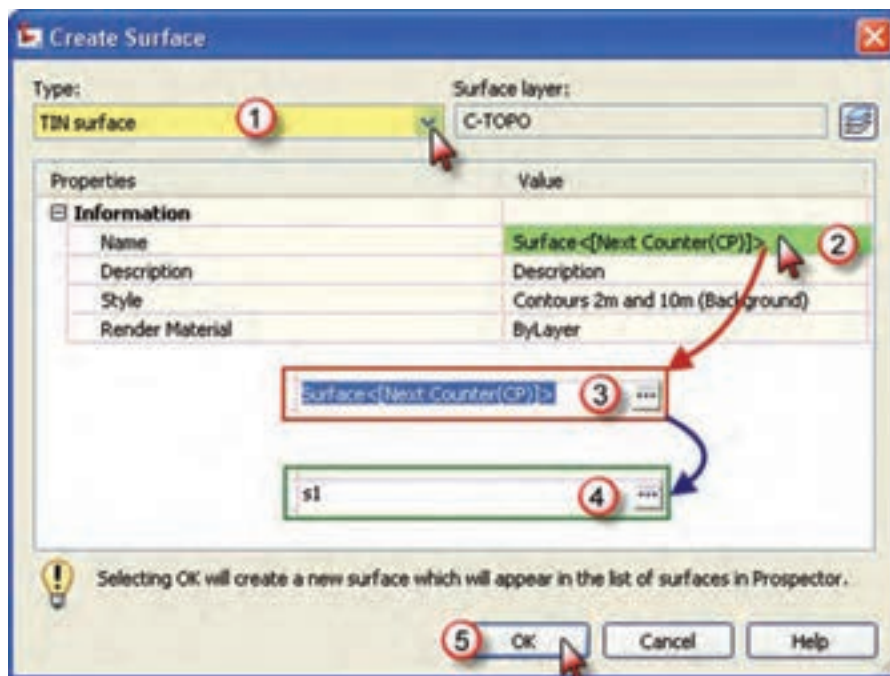 Create Surface
Type:
Surface layer:
TIN surface
1
C-TOPO
Properties
Value
Information
Name
Surface<[Next Counter(CP)]>
2
Description
Description
Style
Contours 2m and 10m (Background)
Render Material
ByLayer
Surface<[Next Counter(CP)]>
3
...
s1
4
...
Selecting OK will create a new surface which will appear in the list of surfaces in Prospector.
5
OK
Cancel
Help